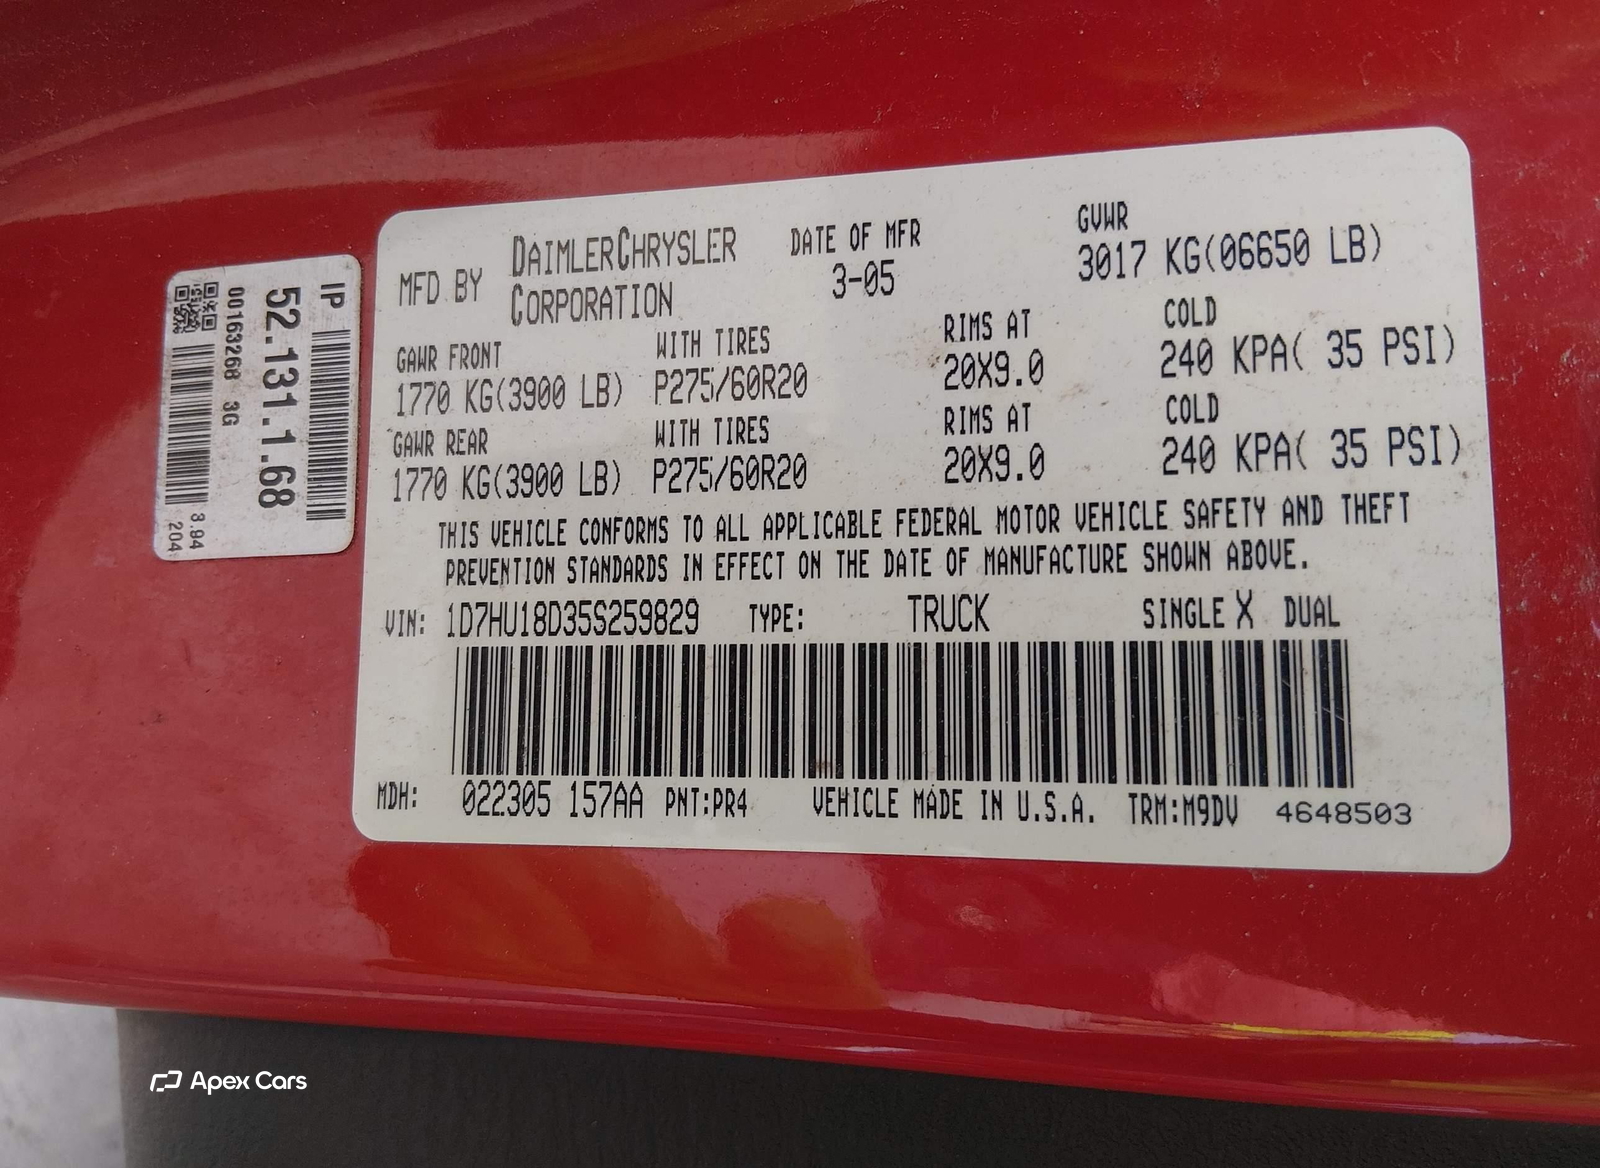 IP
52.131.1.68
00163268 3G
8.94
204
MFD BY DAIMLERCHRYSLER CORPORATION
DATE OF MFR
3-05
GVWR
3017 KG(06650 LB)
GAWR FRONT WITH TIRES RIMS AT COLD
1770 KG(3900 LB) P275/60R20 20X9.0 240 KPA( 35 PSI)
GAWR REAR WITH TIRES RIMS AT COLD
1770 KG(3900 LB) P275/60R20 20X9.0 240 KPA( 35 PSI)
THIS VEHICLE CONFORMS TO ALL APPLICABLE FEDERAL MOTOR VEHICLE SAFETY AND THEFT
PREVENTION STANDARDS IN EFFECT ON THE DATE OF MANUFACTURE SHOWN ABOVE.
VIN: 1D7HU18D35S259829 TYPE: TRUCK SINGLE X DUAL
MDH: 022305 157AA PNT:PR4 VEHICLE MADE IN U.S.A. TRM:M9DV 4648503
Apex Cars